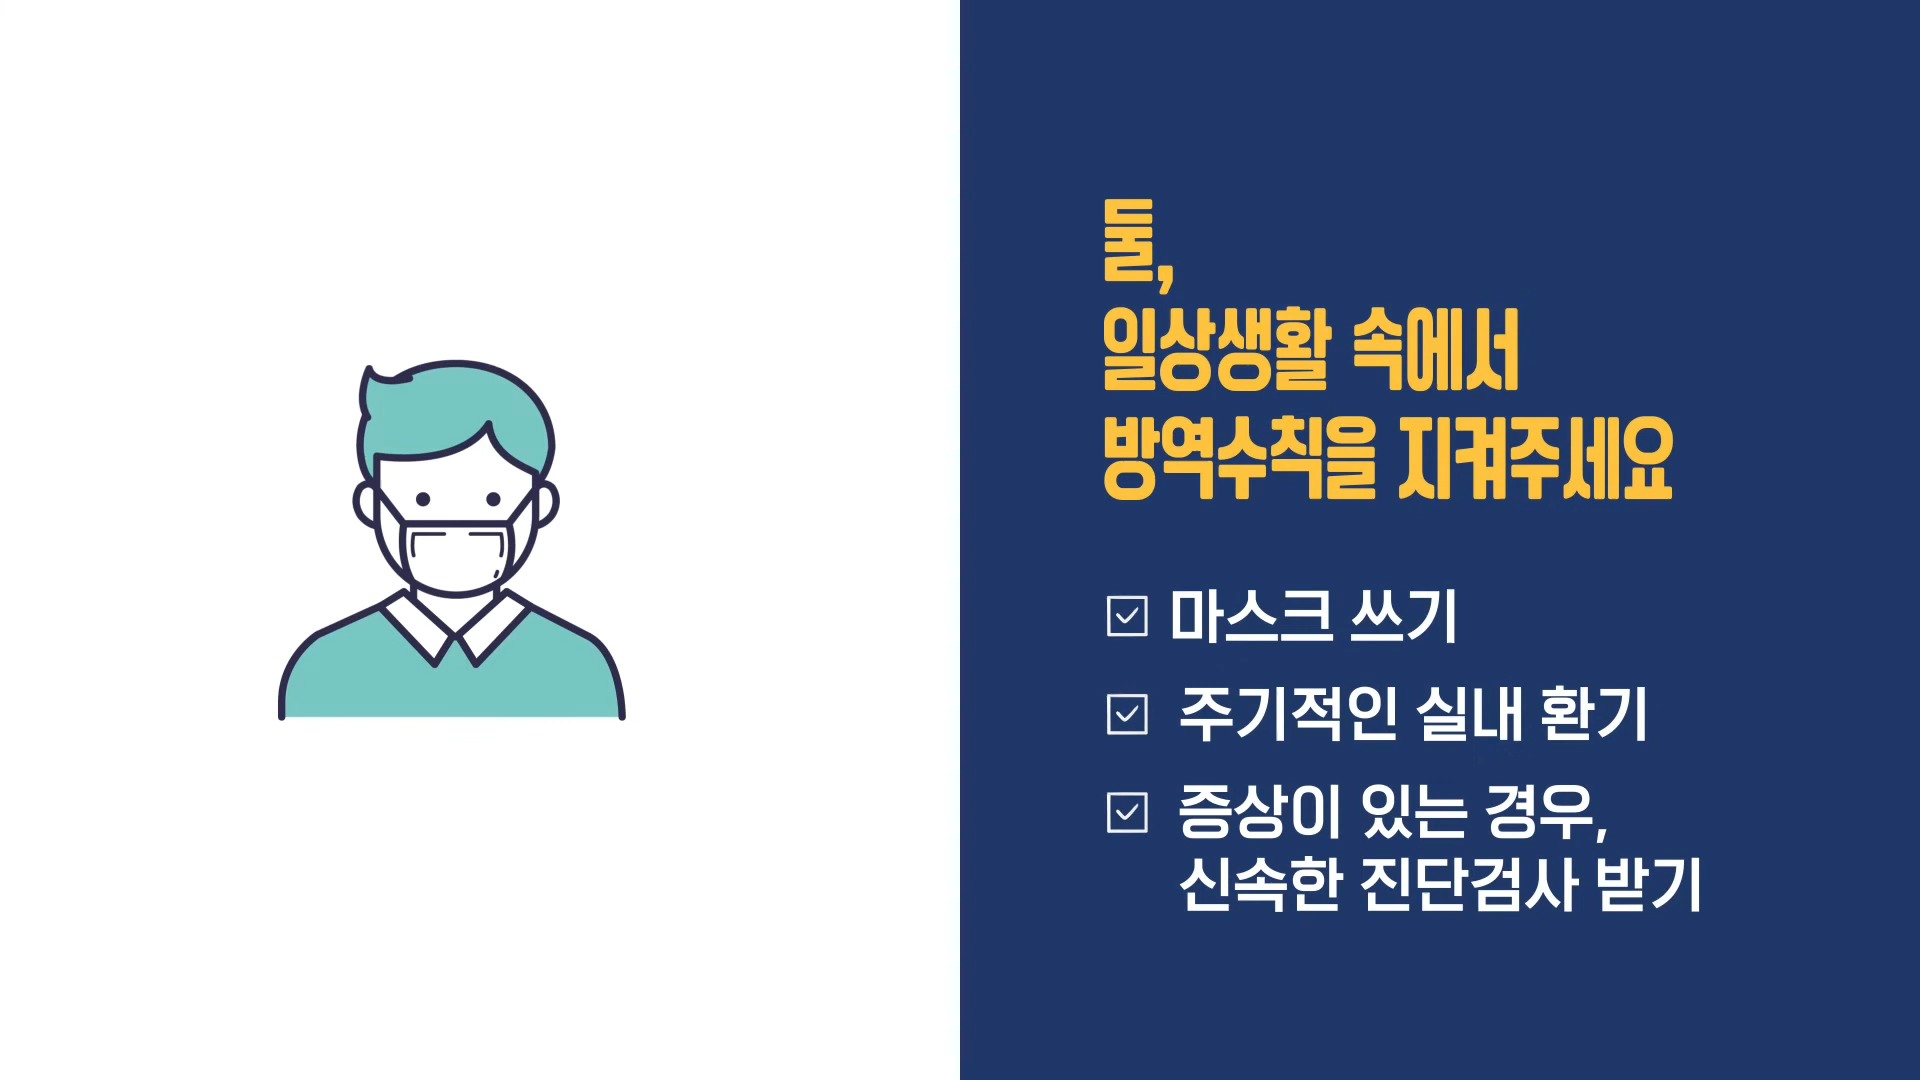 둘,
일상생활 속에서
방역수칙을 지켜주세요
마스크 쓰기
주기적인 실내 환기
증상이 있는 경우,
신속한 진단검사 받기